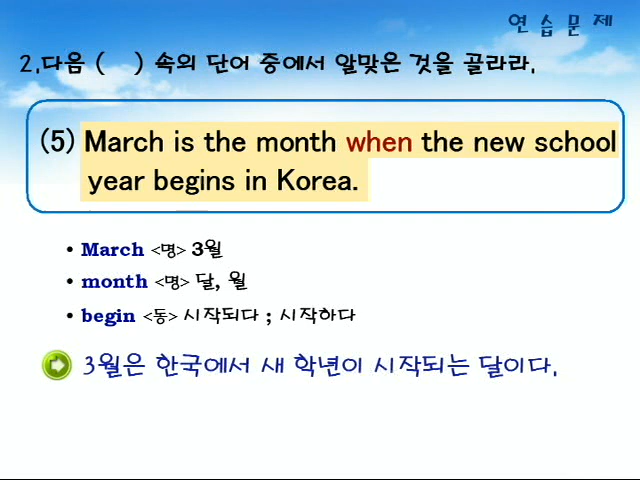 연습문제
2.다음 (    ) 속의 단어 중에서 알맞은 것을 골라라.
(5) March is the month when the new school
year begins in Korea.
• March <명> 3월
• month <명> 달, 월
• begin <동> 시작되다 ; 시작하다
3월은 한국에서 새 학년이 시작되는 달이다.